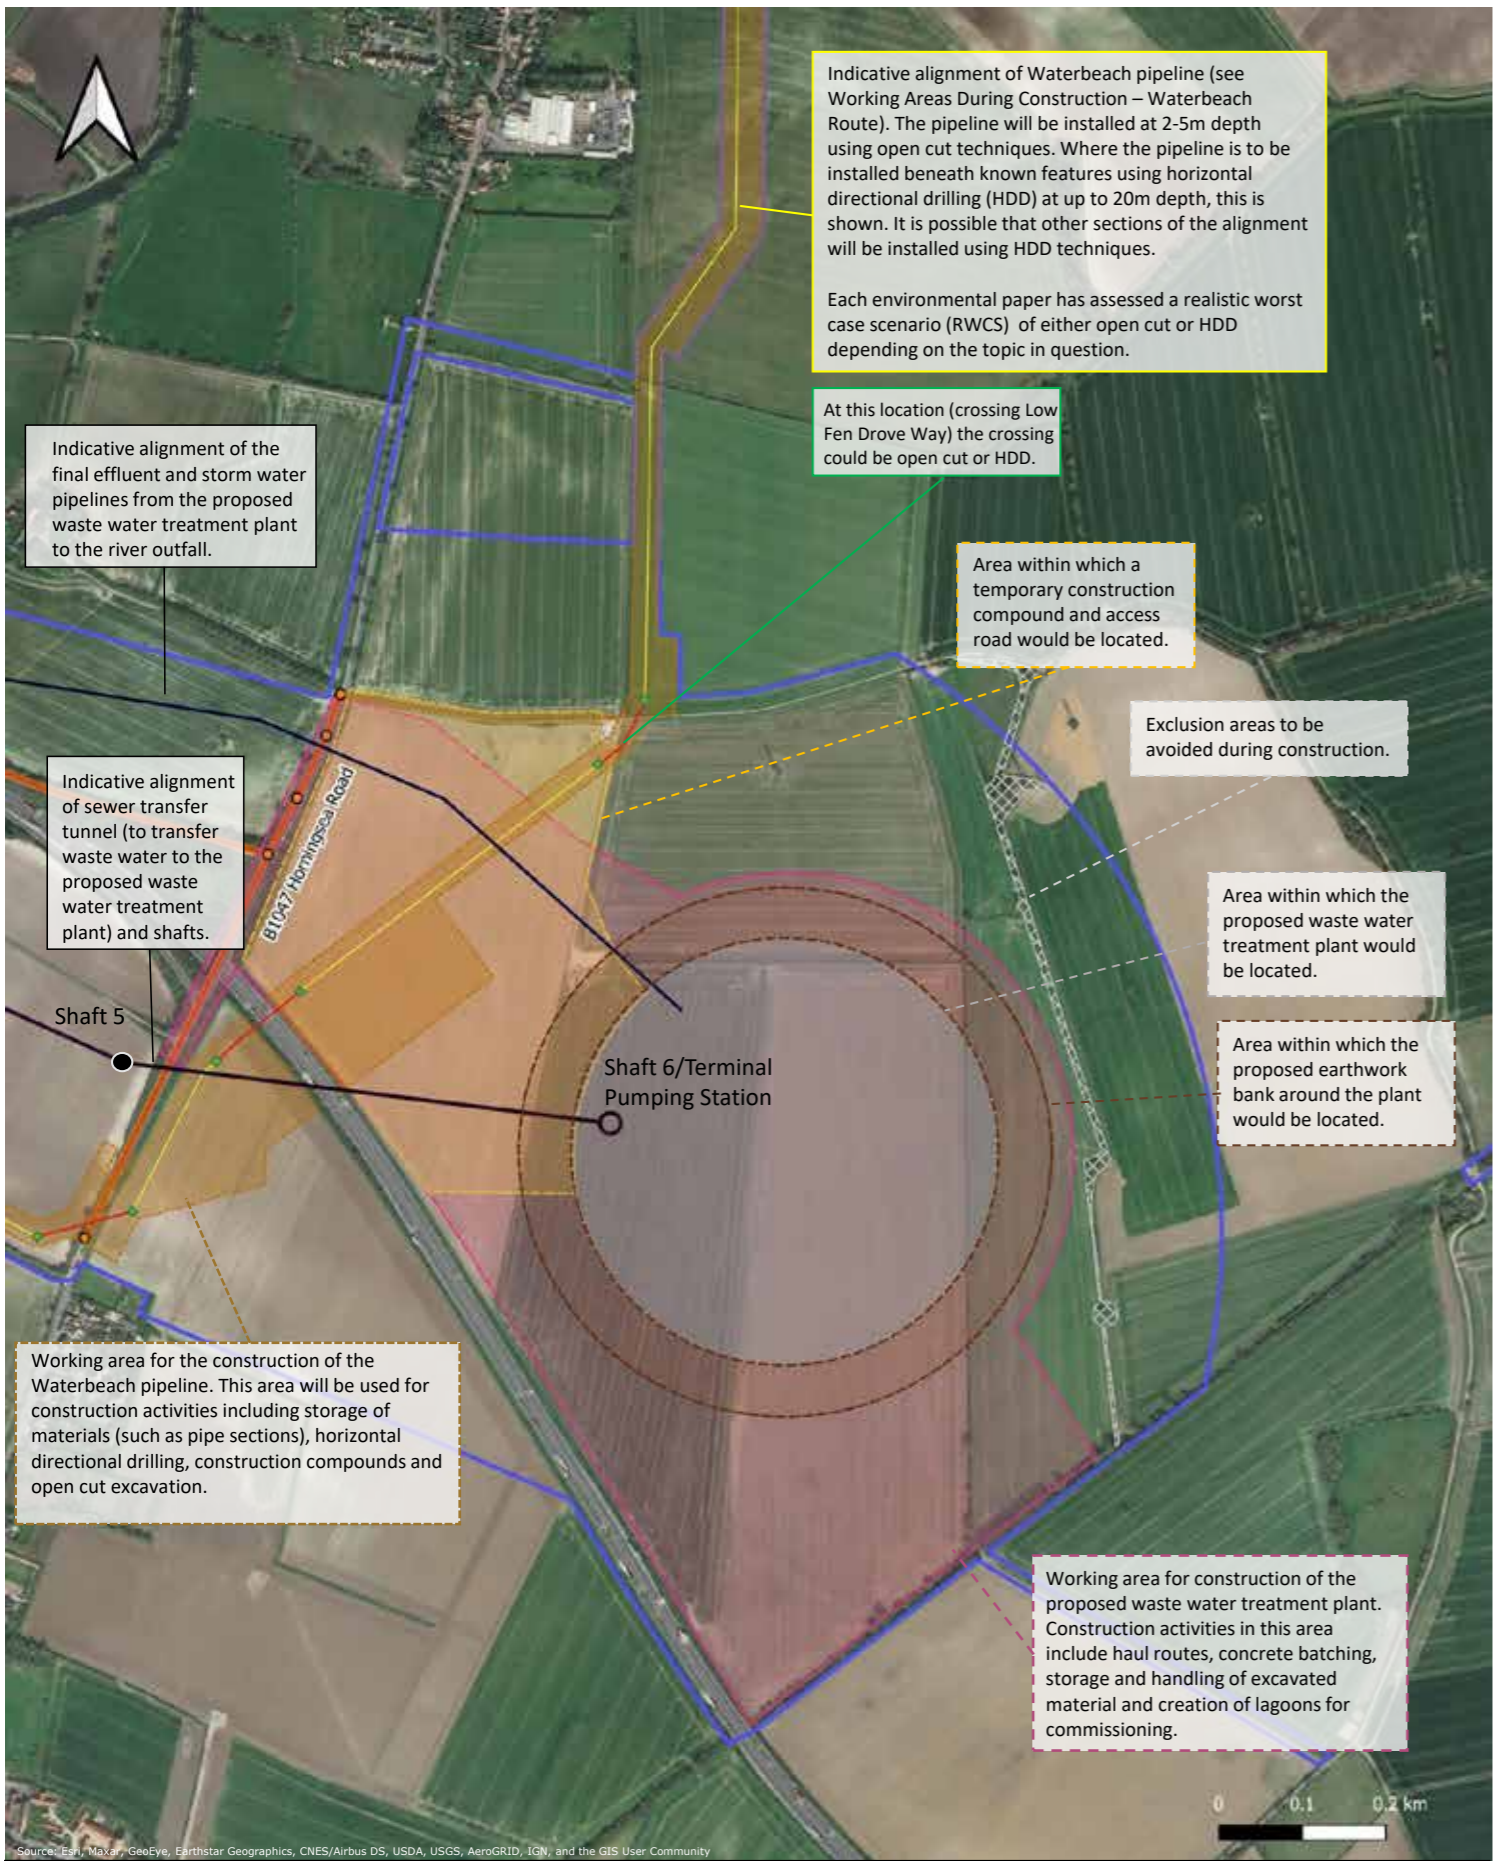 Indicative alignment of Waterbeach pipeline (see
Working Areas During Construction – Waterbeach
Route). The pipeline will be installed at 2-5m depth
using open cut techniques. Where the pipeline is to be
installed beneath known features using horizontal
directional drilling (HDD) at up to 20m depth, this is
shown. It is possible that other sections of the alignment
will be installed using HDD techniques.
Each environmental paper has assessed a realistic worst
case scenario (RWCS) of either open cut or HDD
depending on the topic in question.
At this location (crossing Low
Fen Drove Way) the crossing
could be open cut or HDD.
Indicative alignment of the
final effluent and storm water
pipelines from the proposed
waste water treatment plant
to the river outfall.
Area within which a
temporary construction
compound and access
road would be located.
Exclusion areas to be
avoided during construction.
Indicative alignment
of sewer transfer
tunnel (to transfer
waste water to the
proposed waste
water treatment
plant) and shafts.
B1047 Horningsea Road
Area within which the
proposed waste water
treatment plant would
be located.
Shaft 5
Shaft 6/Terminal
Pumping Station
Area within which the
proposed earthwork
bank around the plant
would be located.
Working area for the construction of the
Waterbeach pipeline. This area will be used for
construction activities including storage of
materials (such as pipe sections), horizontal
directional drilling, construction compounds and
open cut excavation.
Working area for construction of the
proposed waste water treatment plant.
Construction activities in this area
include haul routes, concrete batching,
storage and handling of excavated
material and creation of lagoons for
commissioning.
0 0.1 0.2 km
Source: Esri, Maxar, GeoEye, Earthstar Geographics, CNES/Airbus DS, USDA, USGS, AeroGRID, IGN, and the GIS User Community